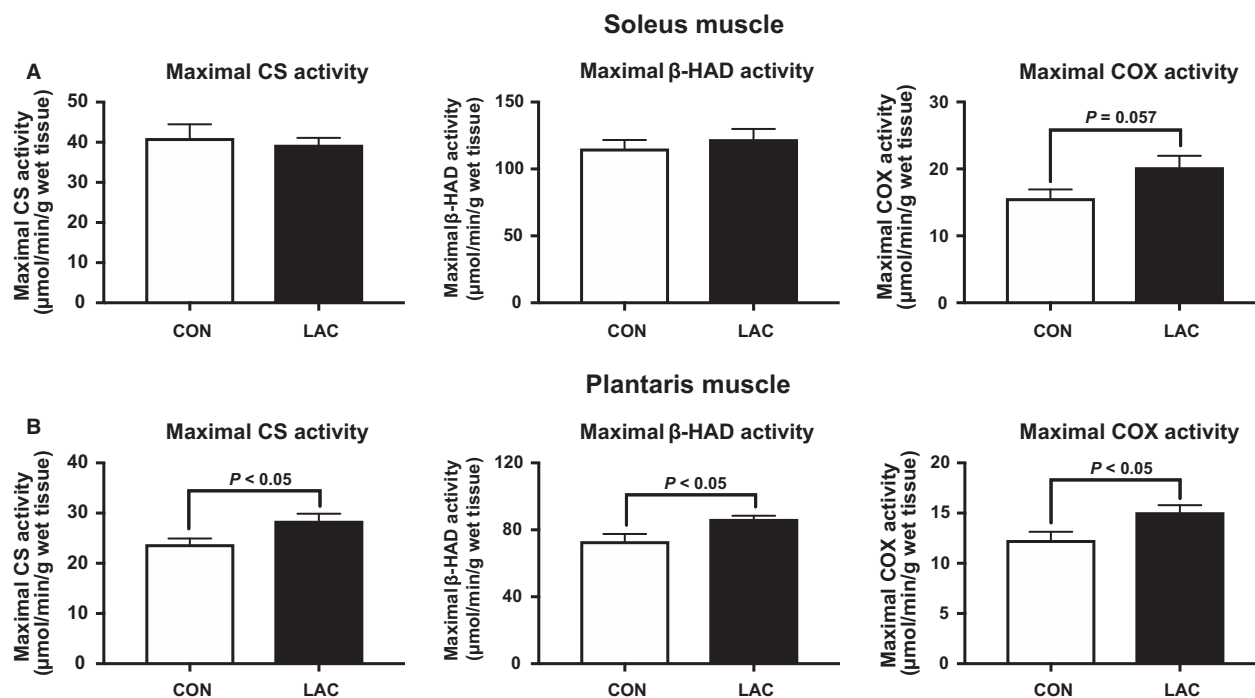 Soleus muscle
A
Maximal CS activity
Maximal CS activity
(µmol/min/g wet tissue)
50
40
30
20
10
0
CON
LAC
Maximal β-HAD activity
Maximal β-HAD activity
(µmol/min/g wet tissue)
150
100
50
0
CON
LAC
Maximal COX activity
Maximal COX activity
(µmol/min/g wet tissue)
30
20
10
0
P = 0.057
CON
LAC
Plantaris muscle
B
Maximal CS activity
Maximal CS activity
(µmol/min/g wet tissue)
40
30
20
10
0
P < 0.05
CON
LAC
Maximal β-HAD activity
Maximal β-HAD activity
(µmol/min/g wet tissue)
120
80
40
0
P < 0.05
CON
LAC
Maximal COX activity
Maximal COX activity
(µmol/min/g wet tissue)
20
15
10
5
0
P < 0.05
CON
LAC